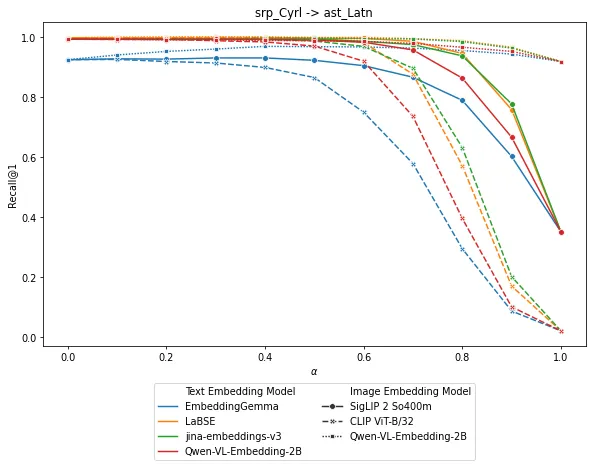 srp_Cyrl -> ast_Latn
Recall@1
1.0
0.8
0.6
0.4
0.2
0.0
0.0 0.2 0.4 0.6 0.8 1.0
α
Text Embedding Model
EmbeddingGemma
LaBSE
jina-embeddings-v3
Qwen-VL-Embedding-2B
Image Embedding Model
SigLIP 2 So400m
CLIP ViT-B/32
Qwen-VL-Embedding-2B